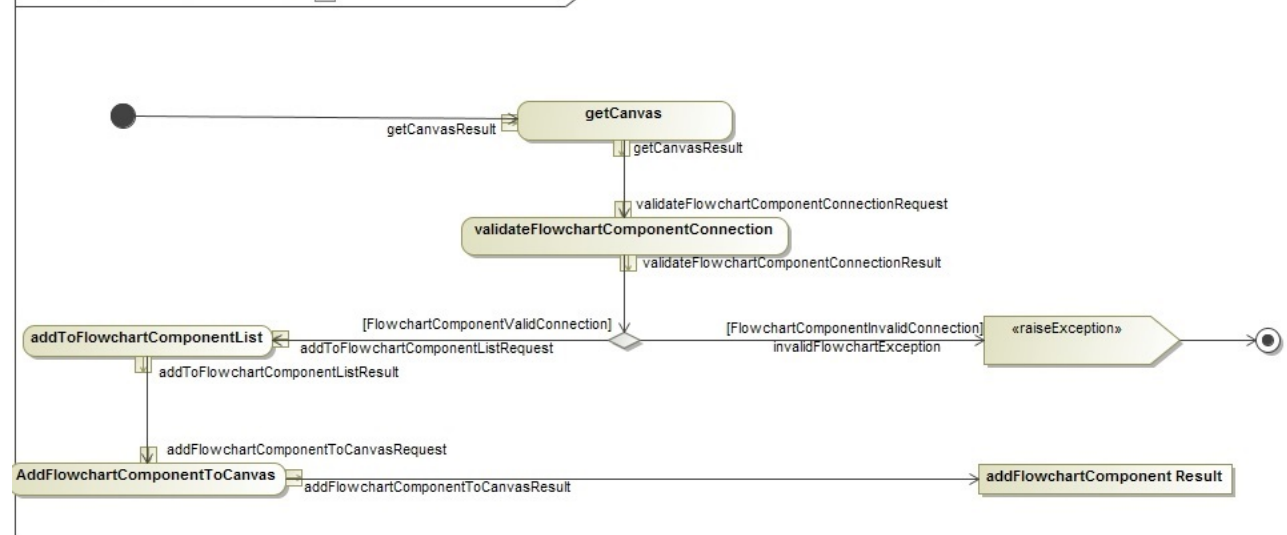 getCanvas
getCanvasResult
getCanvasResult
validateFlowchartComponentConnectionRequest
validateFlowchartComponentConnection
validateFlowchartComponentConnectionResult
[FlowchartComponentValidConnection]
[FlowchartComponentInvalidConnection]
«raiseException»
addToFlowchartComponentList
addToFlowchartComponentListRequest
invalidFlowchartException
addToFlowchartComponentListResult
addFlowchartComponentToCanvasRequest
AddFlowchartComponentToCanvas
addFlowchartComponentToCanvasResult
addFlowchartComponent Result